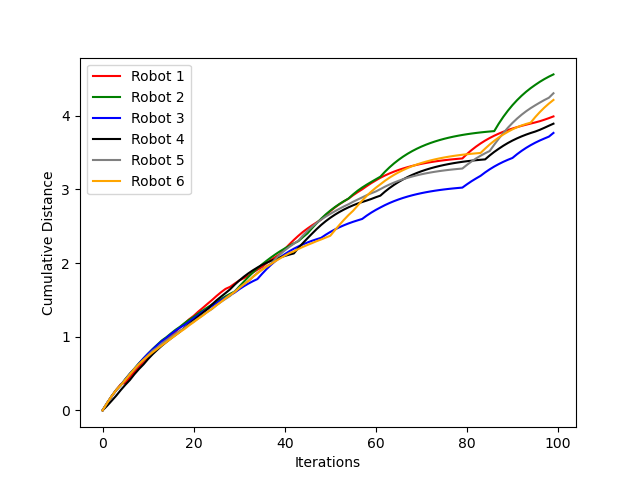 Robot 1
Robot 2
Robot 3
Robot 4
Robot 5
Robot 6
Cumulative Distance
4
3
2
1
0
0 20 40 60 80 100
Iterations